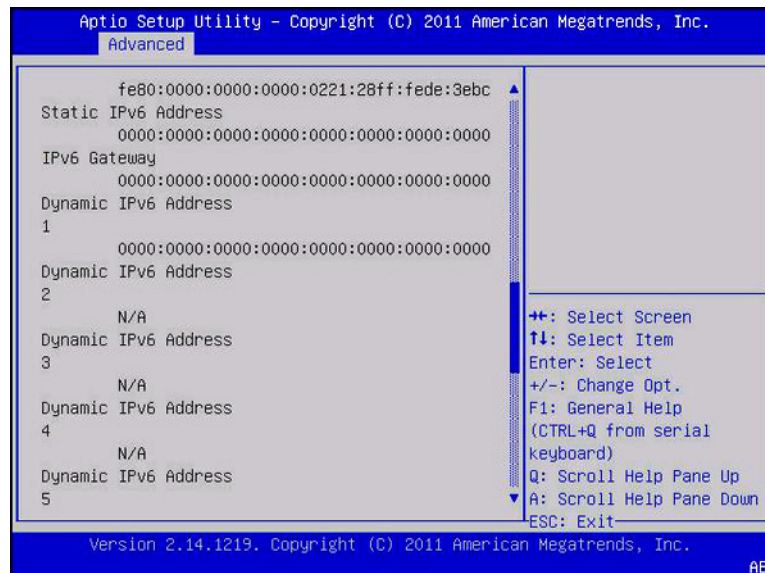 Aptio Setup Utility – Copyright (C) 2011 American Megatrends, Inc.
Advanced
fe80:0000:0000:0000:0221:28ff:fede:3ebc
Static IPv6 Address
0000:0000:0000:0000:0000:0000:0000:0000
IPv6 Gateway
0000:0000:0000:0000:0000:0000:0000:0000
Dynamic IPv6 Address
1
0000:0000:0000:0000:0000:0000:0000:0000
Dynamic IPv6 Address
2
N/A
Dynamic IPv6 Address
3
N/A
Dynamic IPv6 Address
4
N/A
Dynamic IPv6 Address
5
→←: Select Screen
↑↓: Select Item
Enter: Select
+/-: Change Opt.
F1: General Help
(CTRL+Q from serial
keyboard)
Q: Scroll Help Pane Up
A: Scroll Help Pane Down
ESC: Exit
Version 2.14.1219. Copyright (C) 2011 American Megatrends, Inc.
AB